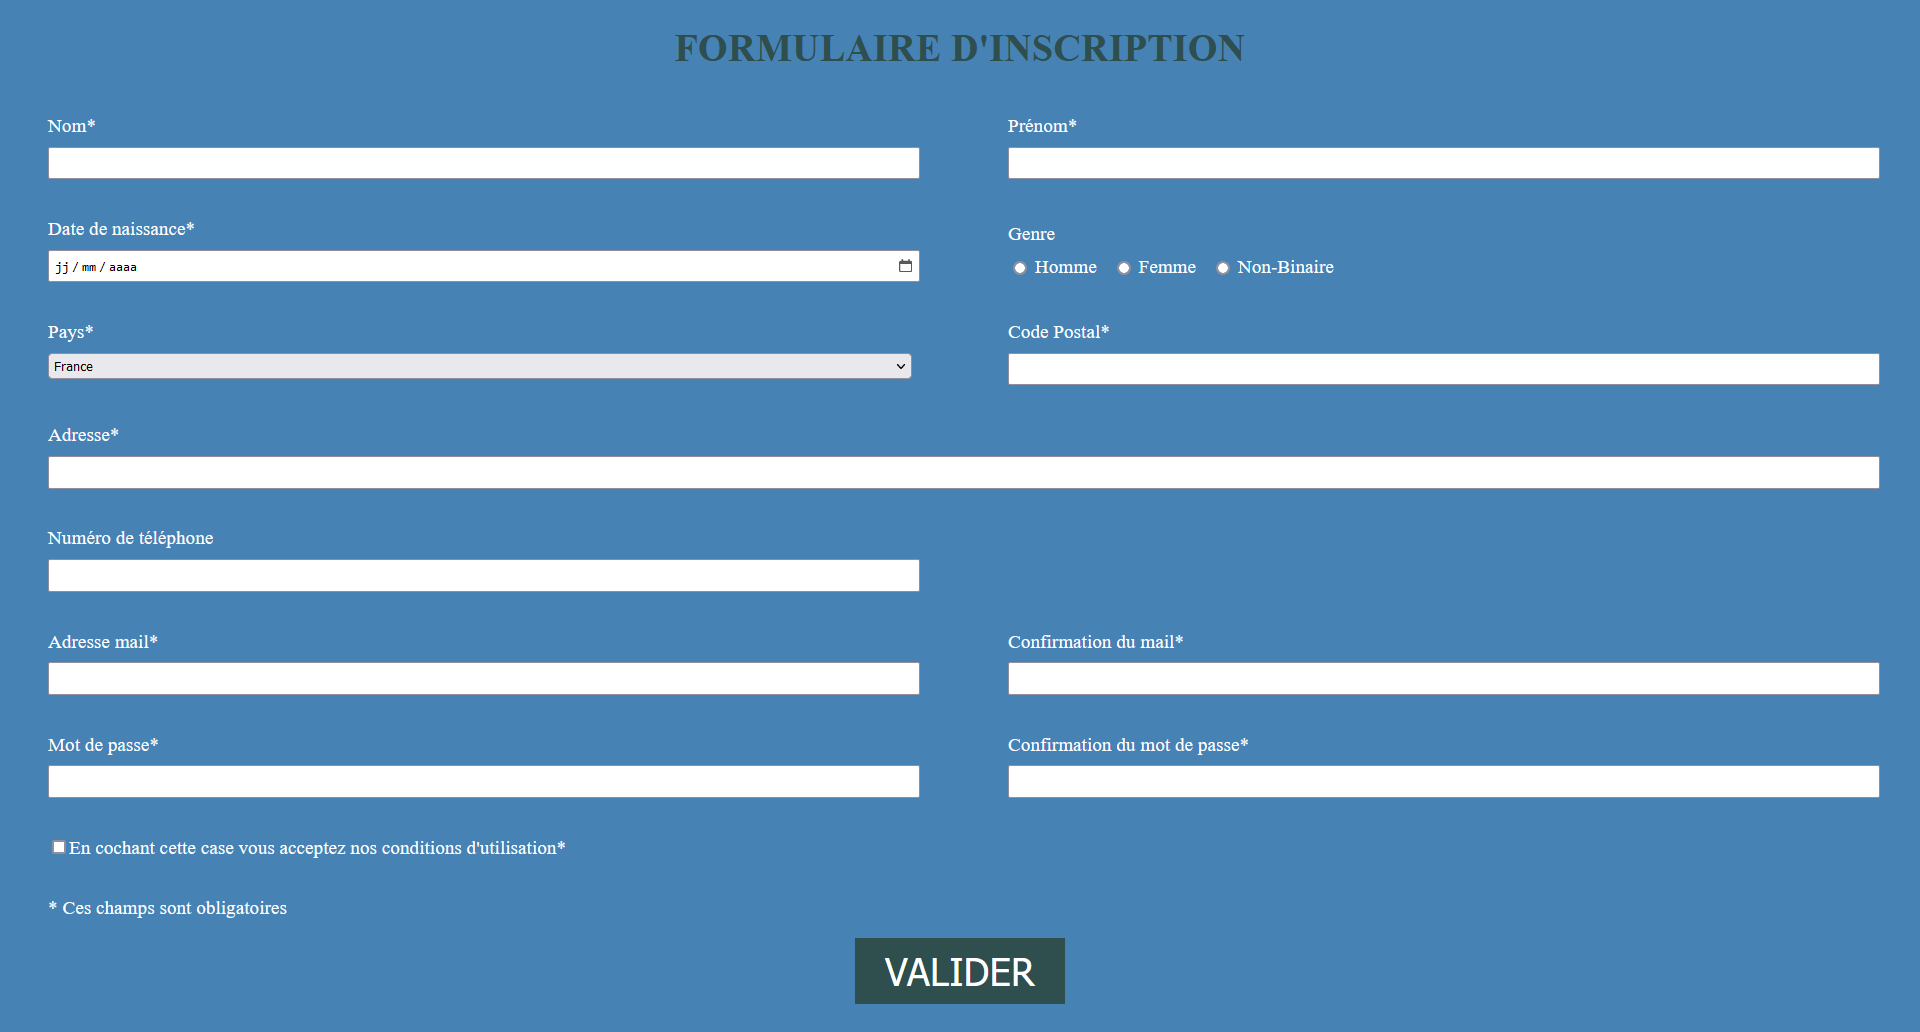 FORMULAIRE D'INSCRIPTION
Nom*
Prénom*
Date de naissance*
jj / mm / aaaa
Genre
Homme Femme Non-Binaire
Pays*
France
Code Postal*
Adresse*
Numéro de téléphone
Adresse mail*
Confirmation du mail*
Mot de passe*
Confirmation du mot de passe*
En cochant cette case vous acceptez nos conditions d'utilisation*
* Ces champs sont obligatoires
VALIDER